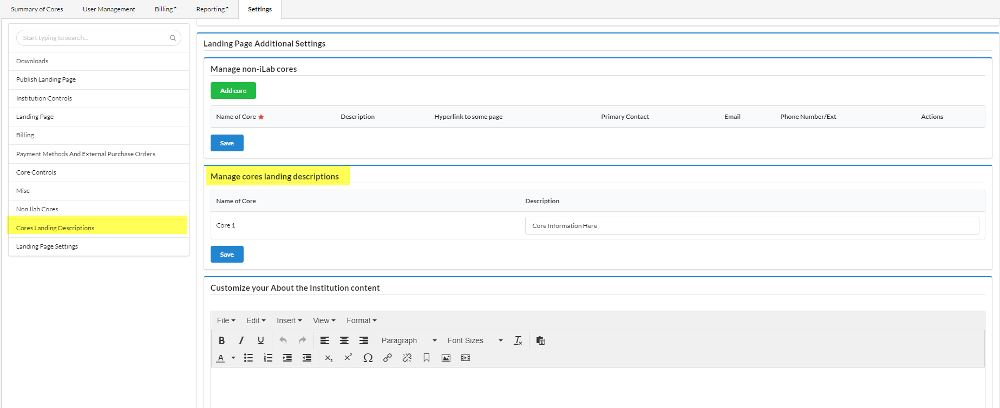 Summary of Cores User Management Billing * Reporting * Settings
Start typing to search...
Downloads
Publish Landing Page
Institution Controls
Landing Page
Billing
Payment Methods And External Purchase Orders
Core Controls
Misc
Non Ilab Cores
Cores Landing Descriptions
Landing Page Settings
Landing Page Additional Settings
Manage non-iLab cores
Add core
Name of Core Description Hyperlink to some page Primary Contact Email Phone Number/Ext Actions
Save
Manage cores landing descriptions
Name of Core Description
Core 1 Core Information Here
Save
Customize your About the Institution content
File Edit Insert View Format
Paragraph Font Sizes